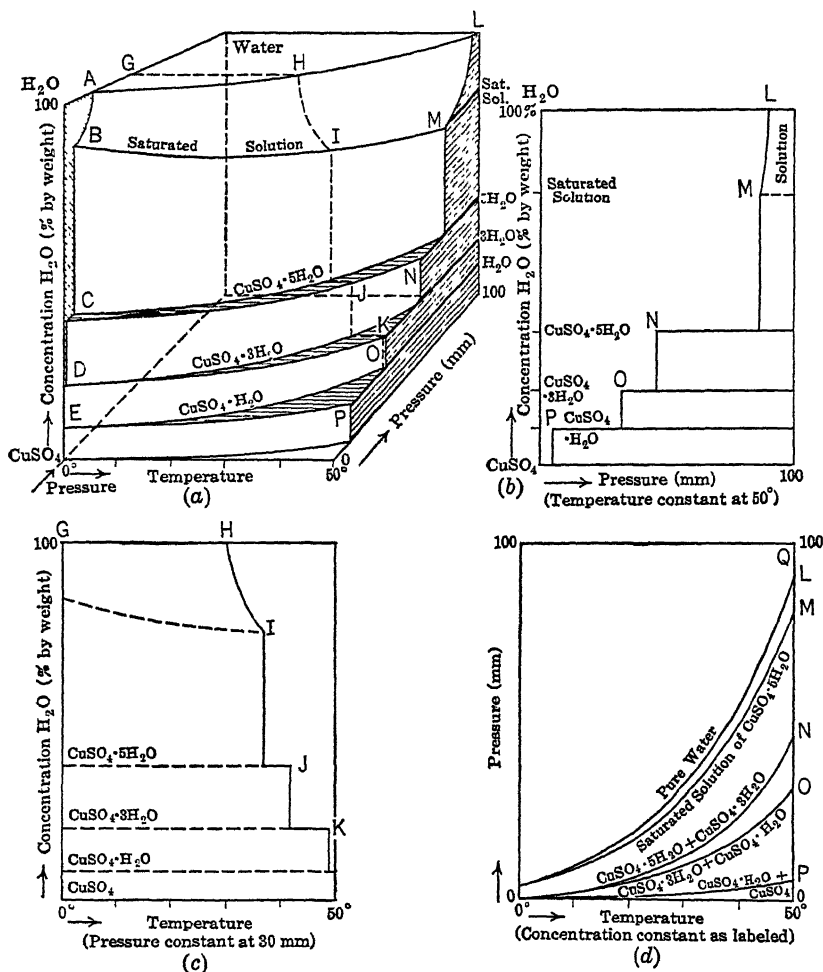 L
Water
G
H
H₂O
A
100
Sat.
Sol.
B
Saturated
Solution
I
M
Concentration H₂O (% by weight)
H₂O
3H₂O
H₂O
100
CuSO₄·5H₂O
C
N
J
K
CuSO₄·3H₂O
D
O
CuSO₄·H₂O
E
P
Pressure (mm)
CuSO₄
0°
Temperature
50°
0
Pressure
(a)
H₂O
100%
L
Solution
Saturated
Solution
M
Concentration H₂O (% by weight)
CuSO₄·5H₂O
N
CuSO₄
·3H₂O
O
P
CuSO₄
·H₂O
CuSO₄
Pressure (mm)
100
(Temperature constant at 50°)
(b)
G
H
100
I
Concentration H₂O (% by weight)
CuSO₄·5H₂O
J
CuSO₄·3H₂O
K
CuSO₄·H₂O
CuSO₄
0°
50°
Temperature
(Pressure constant at 30 mm)
(c)
100
100
Q
L
M
Pressure (mm)
Pure Water
Saturated Solution of CuSO₄·5H₂O
N
CuSO₄·5H₂O+CuSO₄·3H₂O
O
CuSO₄·3H₂O+CuSO₄·H₂O
P
CuSO₄·H₂O +
CuSO₄
0
0
0°
50°
Temperature
(Concentration constant as labeled)
(d)